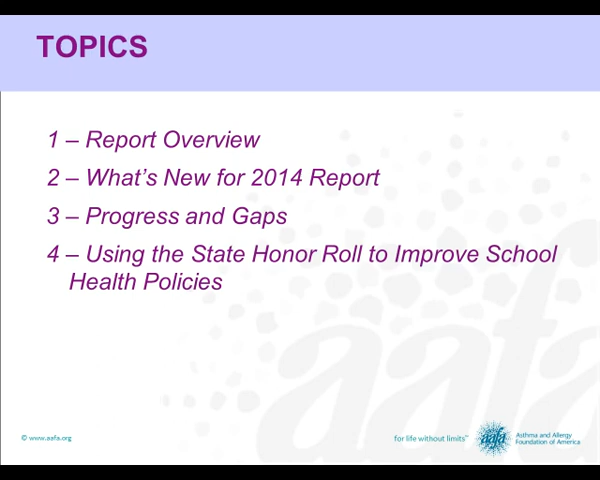 TOPICS
1 – Report Overview
2 – What's New for 2014 Report
3 – Progress and Gaps
4 – Using the State Honor Roll to Improve School
Health Policies
aafa
© www.aafa.org
for life without limits™
aafa
Asthma and Allergy
Foundation of America